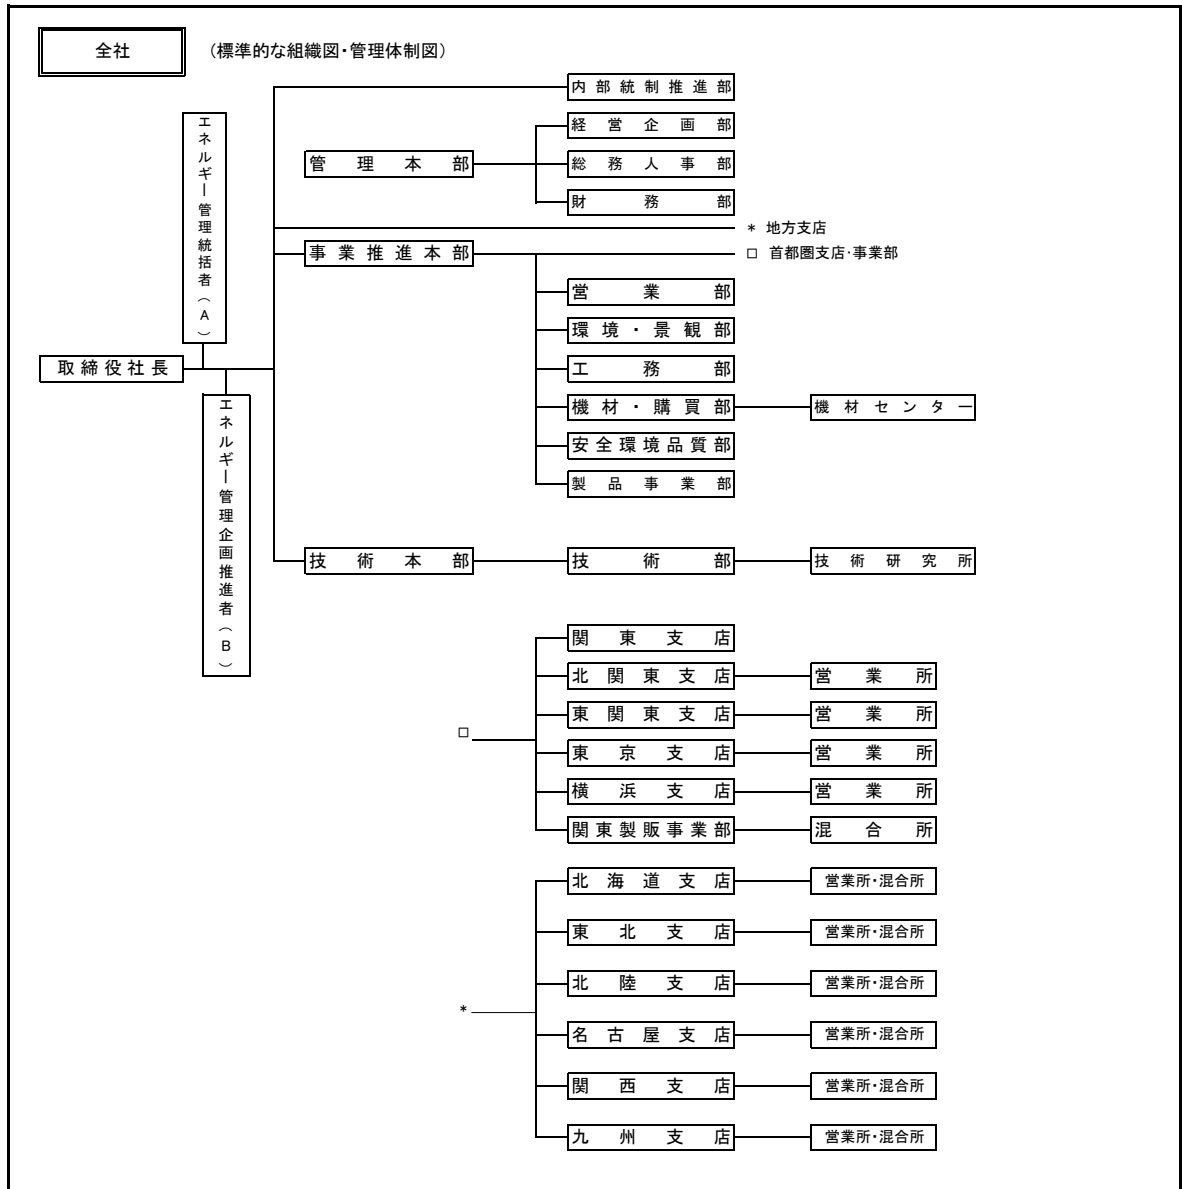 全社
（標準的な組織図・管理体制図）
内部統制推進部
経営企画部
管理本部
総務人事部
財務部
* 地方支店
事業推進本部
□ 首都圏支店・事業部
営業部
環境・景観部
エネルギー管理統括者（A）
取締役社長
エネルギー管理企画推進者（B）
工務部
機材・購買部
機材センター
安全環境品質部
製品事業部
技術本部
技術部
技術研究所
関東支店
北関東支店
営業所
東関東支店
営業所
□
東京支店
営業所
横浜支店
営業所
関東製販事業部
混合所
北海道支店
営業所・混合所
東北支店
営業所・混合所
北陸支店
営業所・混合所
*
名古屋支店
営業所・混合所
関西支店
営業所・混合所
九州支店
営業所・混合所